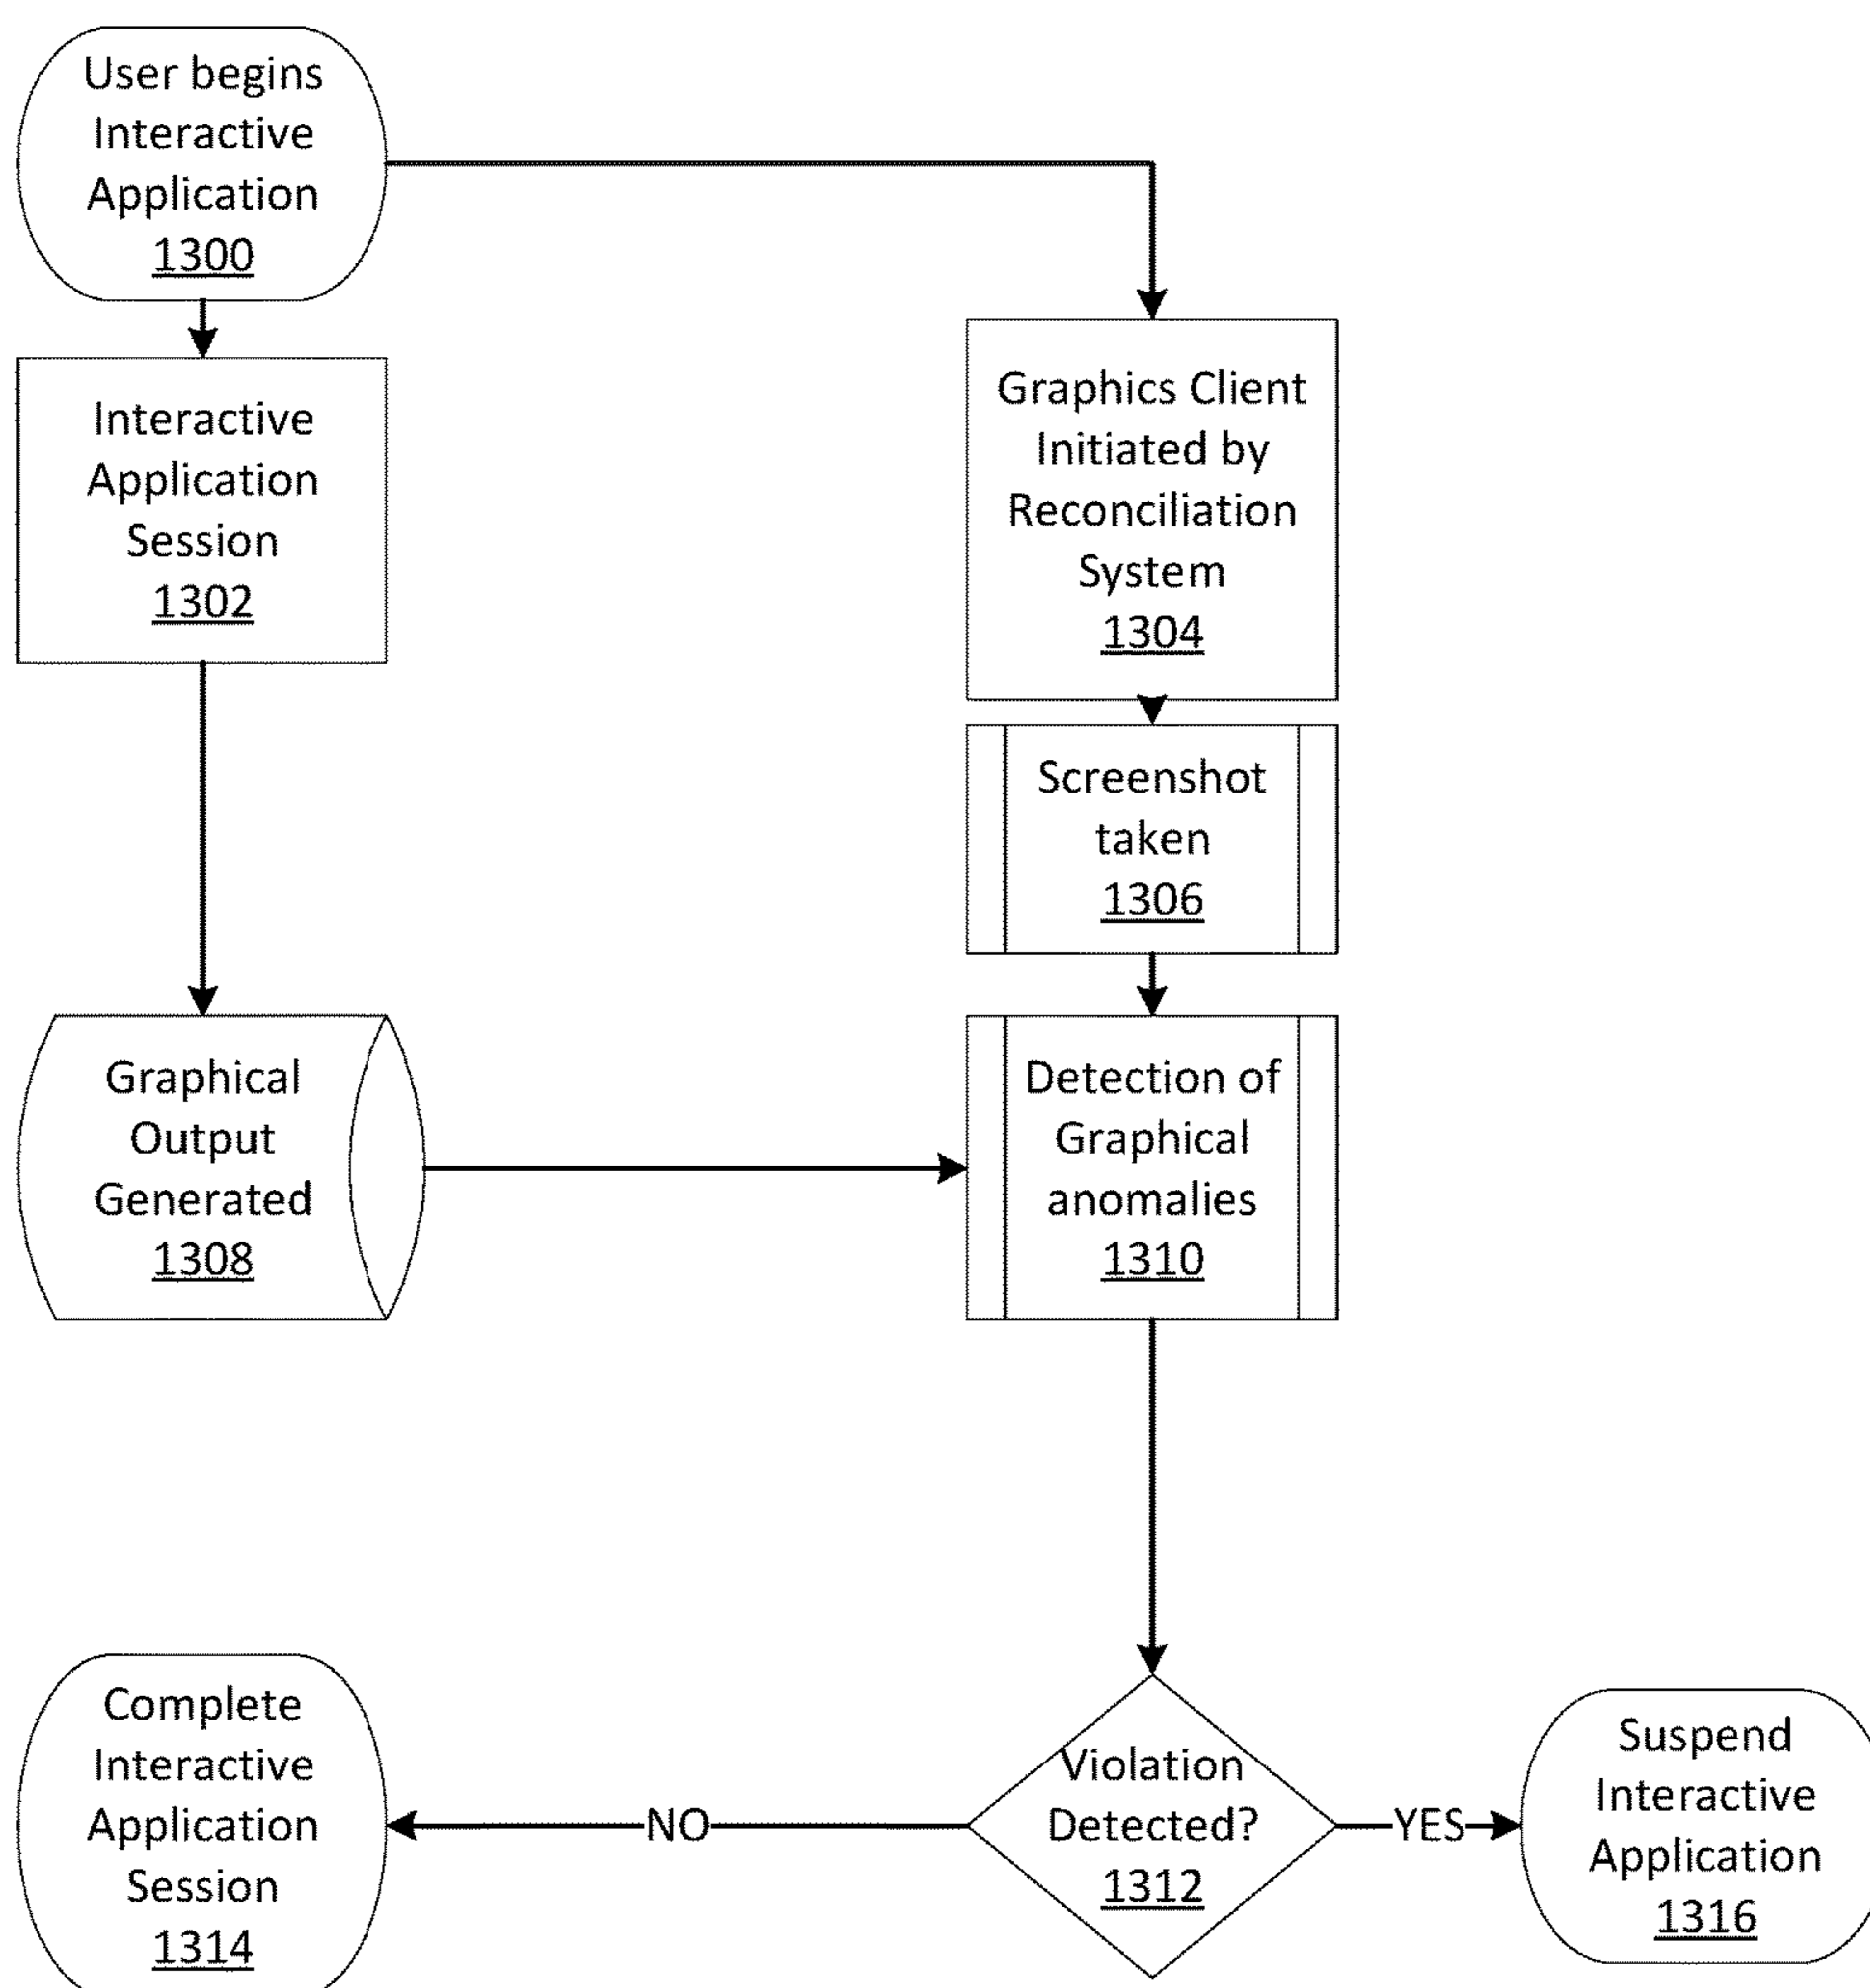 User begins
Interactive
Application
1300
Interactive
Application
Session
1302
Graphics Client
Initiated by
Reconciliation
System
1304
Screenshot
taken
1306
Graphical
Output
Generated
1308
Detection of
Graphical
anomalies
1310
Violation
Detected?
1312
NO
YES
Complete
Interactive
Application
Session
1314
Suspend
Interactive
Application
1316